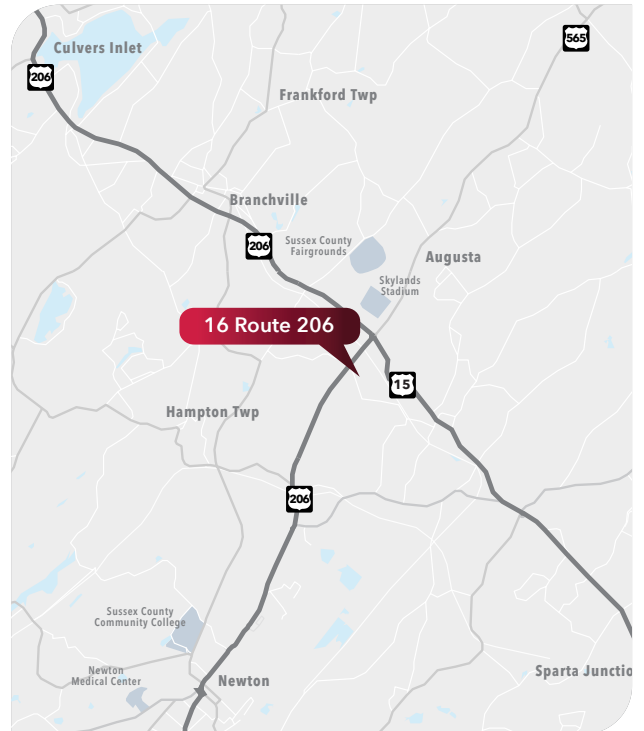 565
Culvers Inlet
206
Frankford Twp
Branchville
206
Sussex County
Fairgrounds
Augusta
Skylands
Stadium
16 Route 206
15
Hampton Twp
206
Sussex County
Community College
Newton
Medical Center
Newton
Sparta Junctio